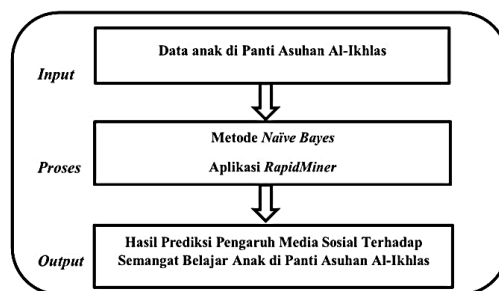 Data anak di Panti Asuhan Al-Ikhlas
Input
Metode Naïve Bayes
Aplikasi RapidMiner
Proses
Hasil Prediksi Pengaruh Media Sosial Terhadap
Semangat Belajar Anak di Panti Asuhan Al-Ikhlas
Output